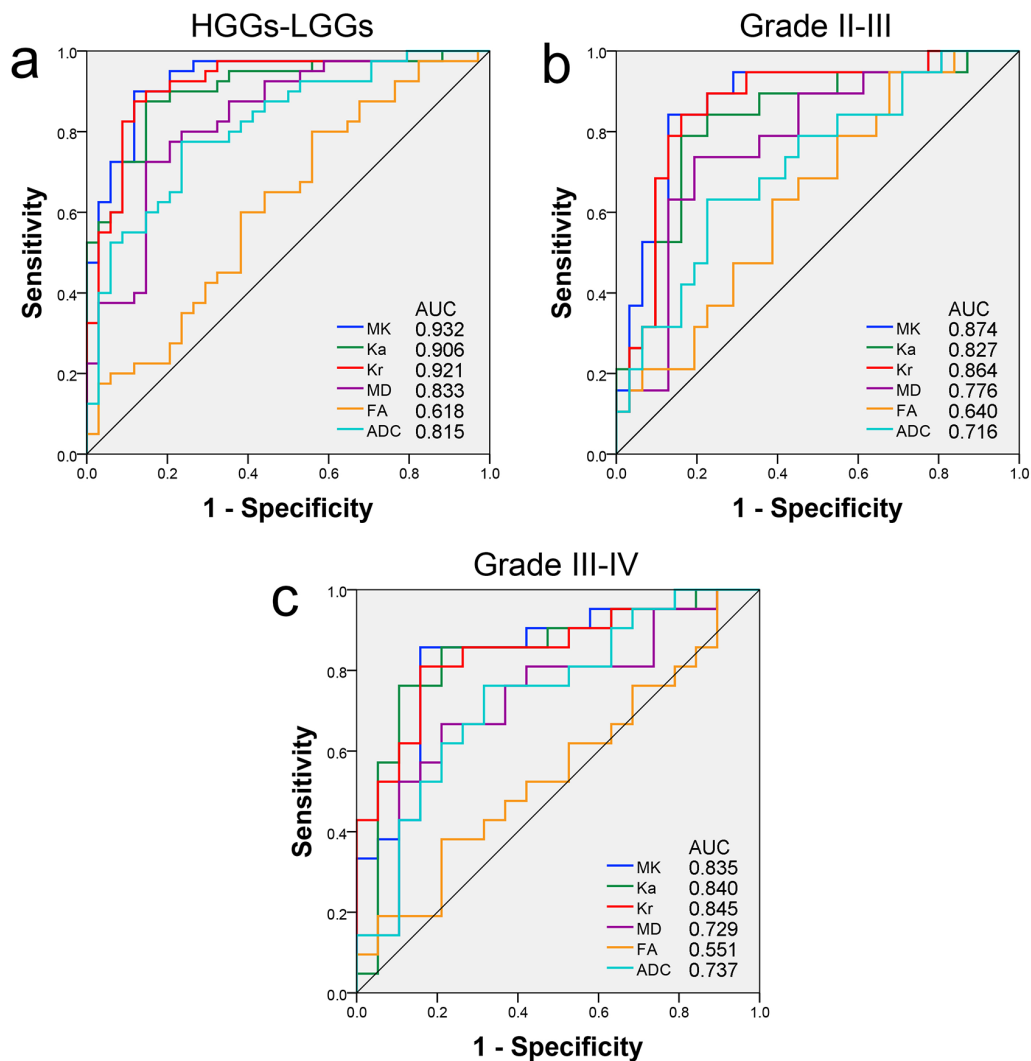 HGGs-LGGs
a
1.0
0.8
0.6
0.4
0.2
0.0
Sensitivity
AUC
MK 0.932
Ka 0.906
Kr 0.921
MD 0.833
FA 0.618
ADC 0.815
0.0 0.2 0.4 0.6 0.8 1.0
1 - Specificity
Grade II-III
b
1.0
0.8
0.6
0.4
0.2
0.0
Sensitivity
AUC
MK 0.874
Ka 0.827
Kr 0.864
MD 0.776
FA 0.640
ADC 0.716
0.0 0.2 0.4 0.6 0.8 1.0
1 - Specificity
Grade III-IV
c
1.0
0.8
0.6
0.4
0.2
0.0
Sensitivity
AUC
MK 0.835
Ka 0.840
Kr 0.845
MD 0.729
FA 0.551
ADC 0.737
0.0 0.2 0.4 0.6 0.8 1.0
1 - Specificity